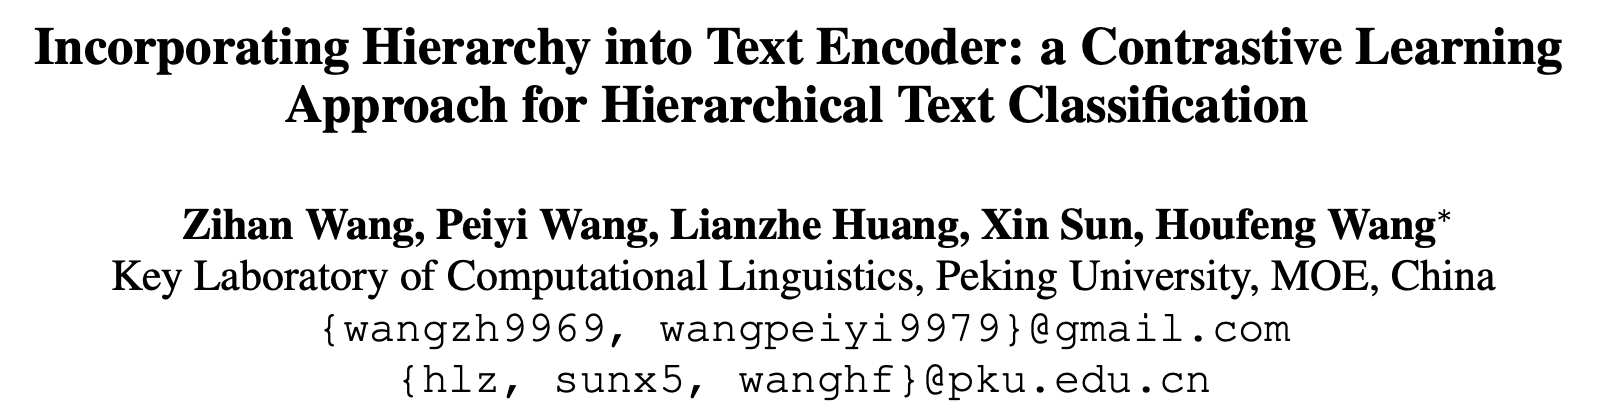 Incorporating Hierarchy into Text Encoder: a Contrastive Learning
Approach for Hierarchical Text Classification
Zihan Wang, Peiyi Wang, Lianzhe Huang, Xin Sun, Houfeng Wang*
Key Laboratory of Computational Linguistics, Peking University, MOE, China
{wangzh9969, wangpeiyi9979}@gmail.com
{hlz, sunx5, wanghf}@pku.edu.cn